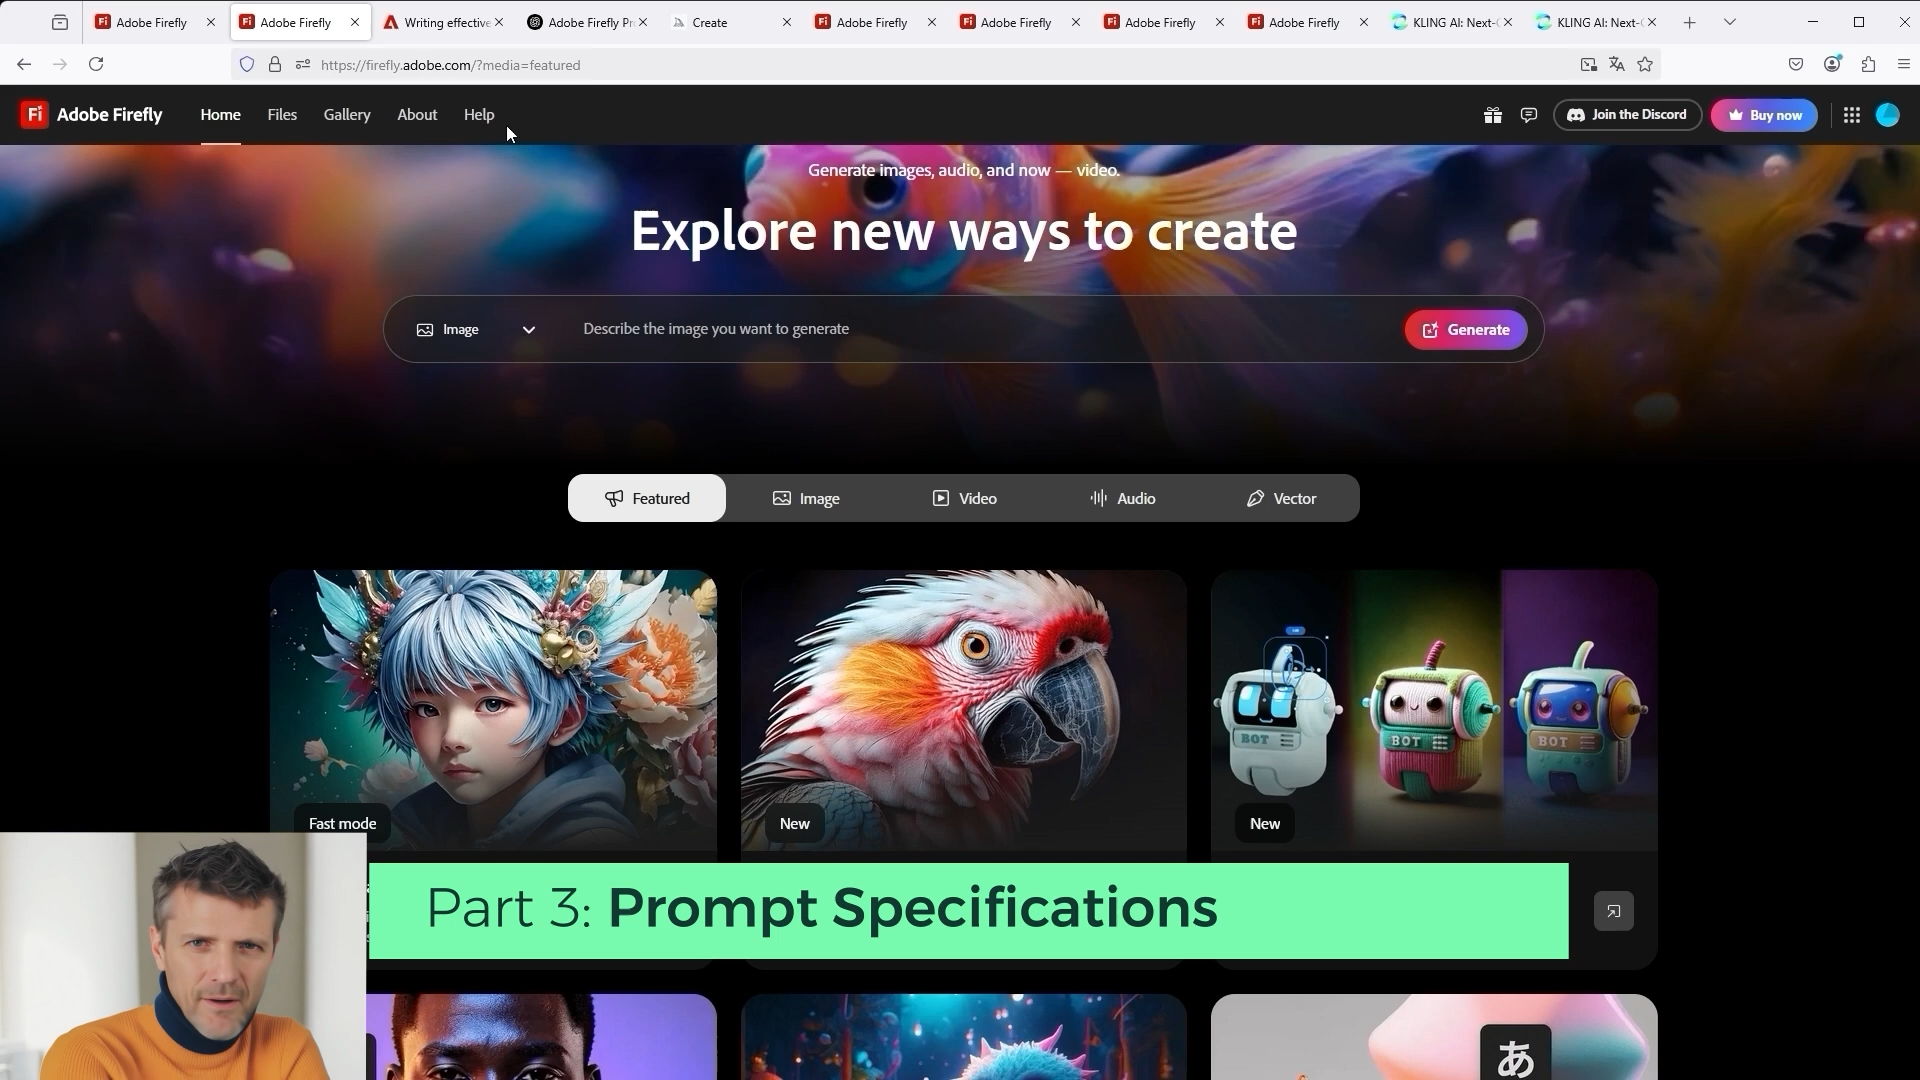 Adobe Firefly
Adobe Firefly
Writing effective
Adobe Firefly Pr
Create
Adobe Firefly
Adobe Firefly
Adobe Firefly
Adobe Firefly
KLING AI: Next-
KLING AI: Next-
https://firefly.adobe.com/?media=featured
Fi Adobe Firefly
Home
Files
Gallery
About
Help
Join the Discord
Buy now
Generate images, audio, and now — video.
Explore new ways to create
Image
Describe the image you want to generate
Generate
Featured
Image
Video
Audio
Vector
BOT
BOT
BOT
Fast mode
New
New
Part 3: Prompt Specifications
あ